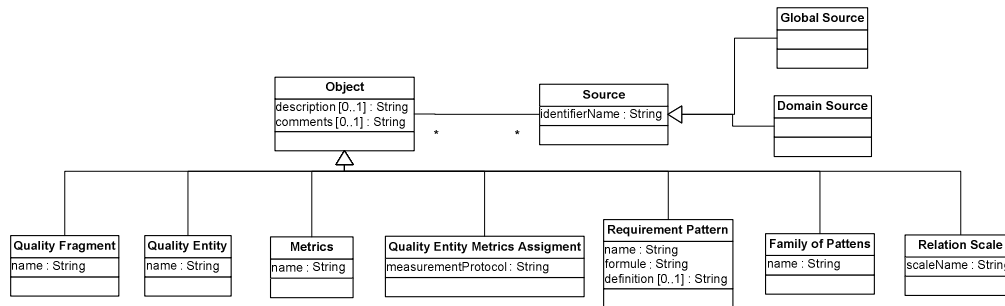 Global Source
Object
description [0..1] : String
comments [0..1] : String
Source
identifierName : String
Domain Source
*
*
Quality Fragment
name : String
Quality Entity
name : String
Metrics
name : String
Quality Entity Metrics Assigment
measurementProtocol : String
Requirement Pattern
name : String
formule : String
definition [0..1] : String
Family of Pattens
name : String
Relation Scale
scaleName : String